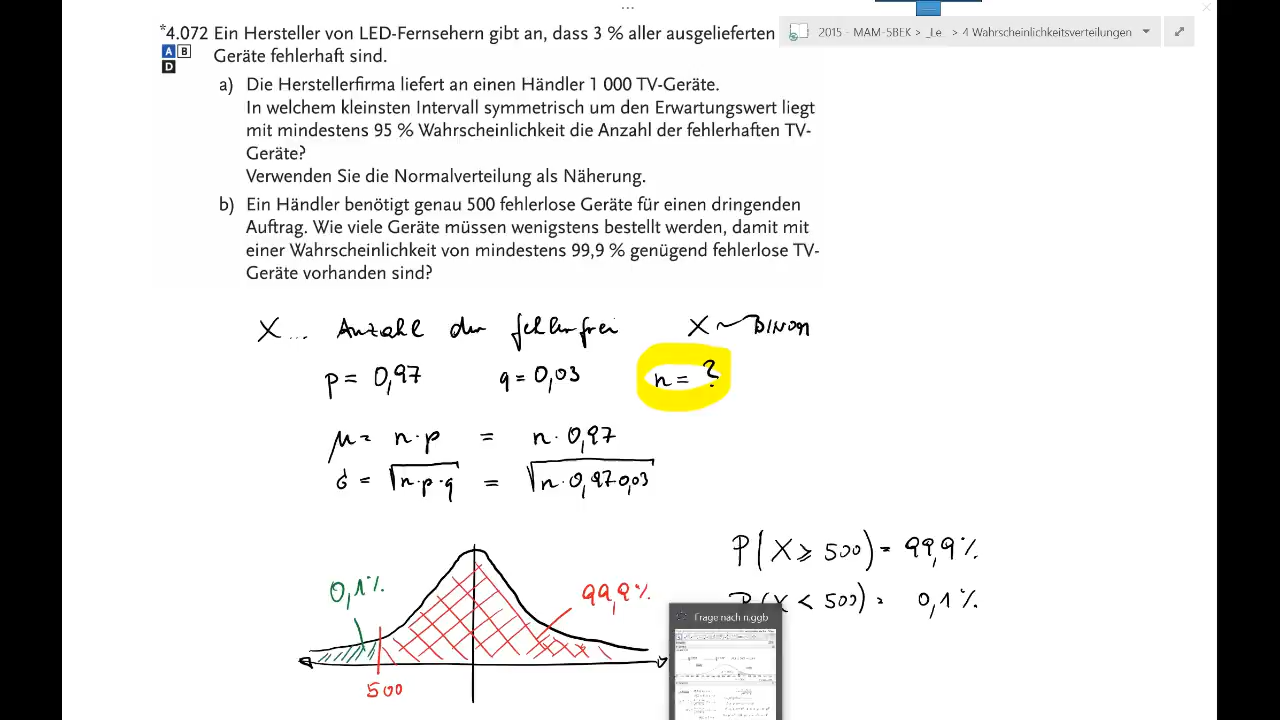 2015 - MAM-5BEK > _Le > 4 Wahrscheinlichkeitsverteilungen
*4.072 Ein Hersteller von LED-Fernsehern gibt an, dass 3 % aller ausgelieferten
A B Geräte fehlerhaft sind.
D
a) Die Herstellerfirma liefert an einen Händler 1 000 TV-Geräte.
In welchem kleinsten Intervall symmetrisch um den Erwartungswert liegt
mit mindestens 95 % Wahrscheinlichkeit die Anzahl der fehlerhaften TV-
Geräte?
Verwenden Sie die Normalverteilung als Näherung.
b) Ein Händler benötigt genau 500 fehlerlose Geräte für einen dringenden
Auftrag. Wie viele Geräte müssen wenigstens bestellt werden, damit mit
einer Wahrscheinlichkeit von mindestens 99,9 % genügend fehlerlose TV-
Geräte vorhanden sind?
X... Anzahl der fehlerfrei X ~ BINOM
p = 0,97 q = 0,03 n = ?
μ = n·p = n·0,97
σ = √n·p·q = √n·0,97·0,03
P(X ≥ 500) = 99,9%
0,1% 99,9% P(X < 500) = 0,1%
Frage nach n.ggb
500